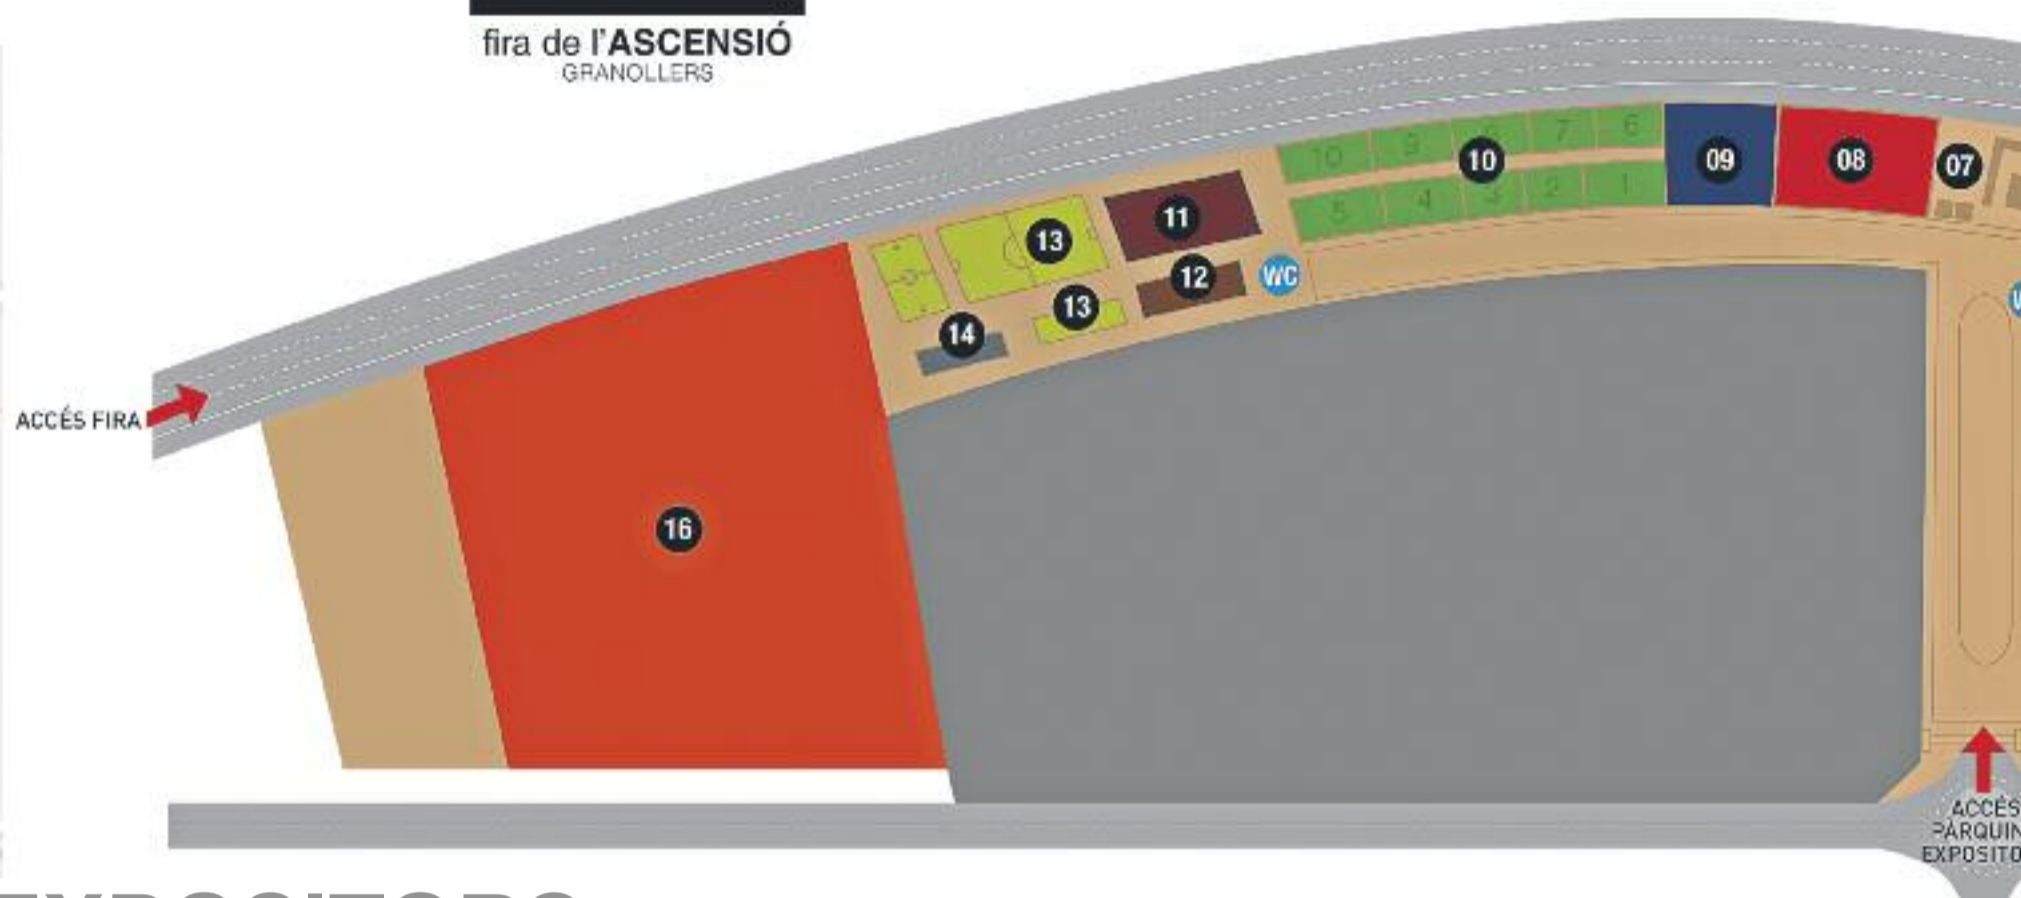 fira de l'ASCENSIÓ
GRANOLLERS
10 9 7 6
10 09 08 07
5 4 3 2 1
13 11
12 WC
13
14
ACCÉS FIRA
16
ACCÉS